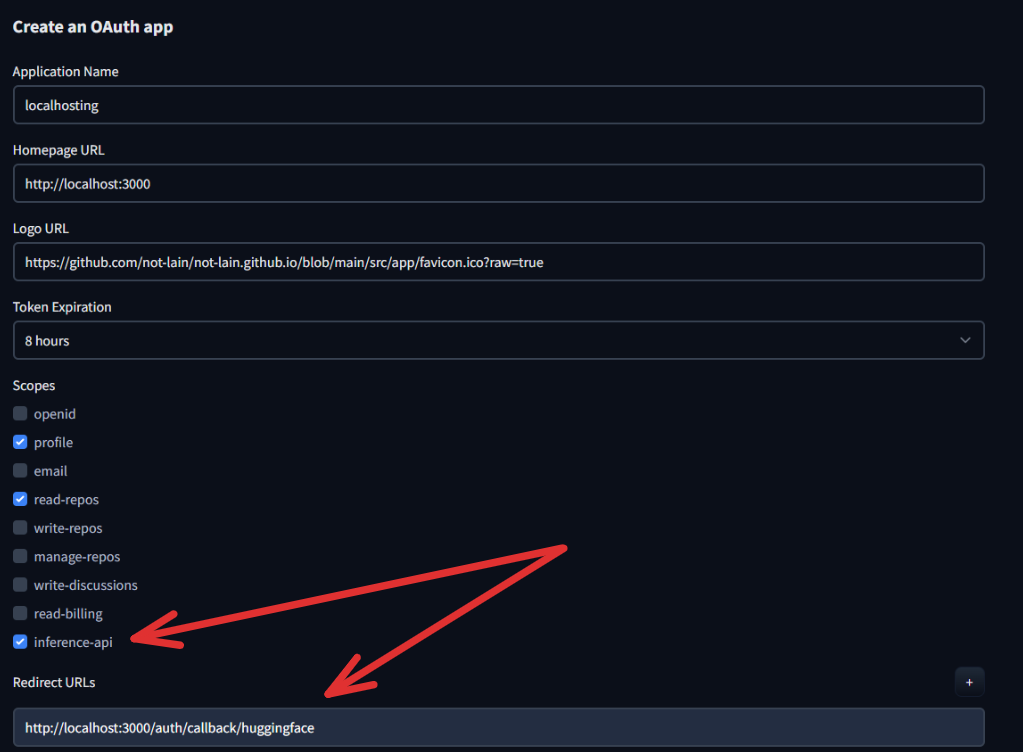 Create an OAuth app
Application Name
localhosting
Homepage URL
http://localhost:3000
Logo URL
https://github.com/not-lain/not-lain.github.io/blob/main/src/app/favicon.ico?raw=true
Token Expiration
8 hours
Scopes
openid
profile
email
read-repos
write-repos
manage-repos
write-discussions
read-billing
inference-api
Redirect URLs
+
http://localhost:3000/auth/callback/huggingface